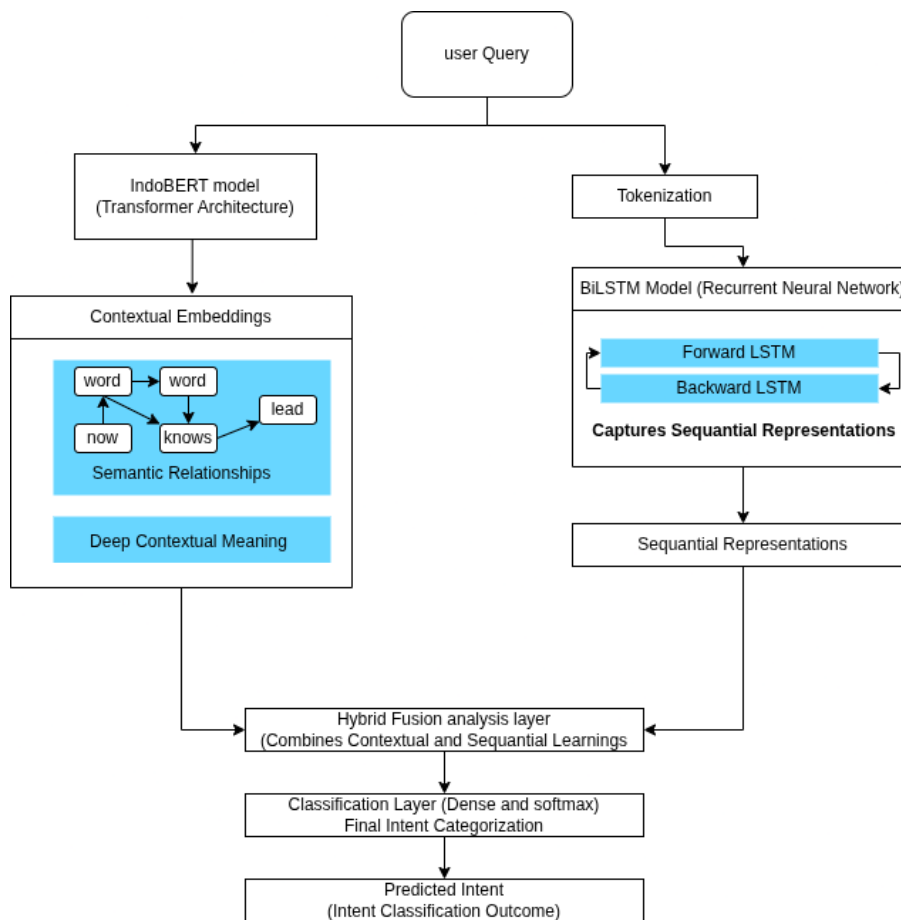 user Query
IndoBERT model
(Transformer Architecture)
Tokenization
Contextual Embeddings
word
word
lead
now
knows
Semantic Relationships
Deep Contextual Meaning
BiLSTM Model (Recurrent Neural Network)
Forward LSTM
Backward LSTM
Captures Sequantial Representations
Sequantial Representations
Hybrid Fusion analysis layer
(Combines Contextual and Sequantial Learnings
Classification Layer (Dense and softmax)
Final Intent Categorization
Predicted Intent
(Intent Classification Outcome)